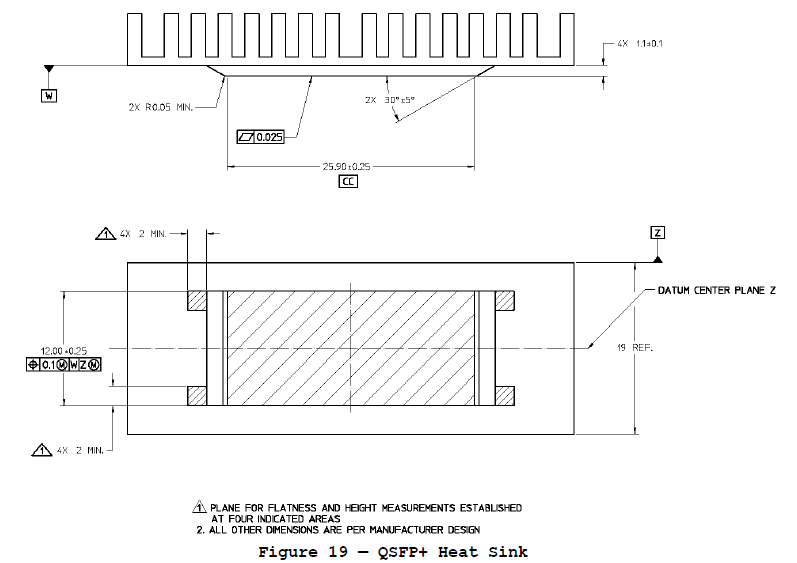 4X 1.1±0.1
W
2X R0.05 MIN.
2X 30°±5°
0.025
25.90±0.25
CC
1 4X 2 MIN.
Z
DATUM CENTER PLANE Z
12.00±0.25
19 REF.
⌖ 0.1 Ⓜ W Z Ⓜ
1 4X 2 MIN.
1 PLANE FOR FLATNESS AND HEIGHT MEASUREMENTS ESTABLISHED
AT FOUR INDICATED AREAS
2. ALL OTHER DIMENSIONS ARE PER MANUFACTURER DESIGN
Figure 19 — QSFP+ Heat Sink